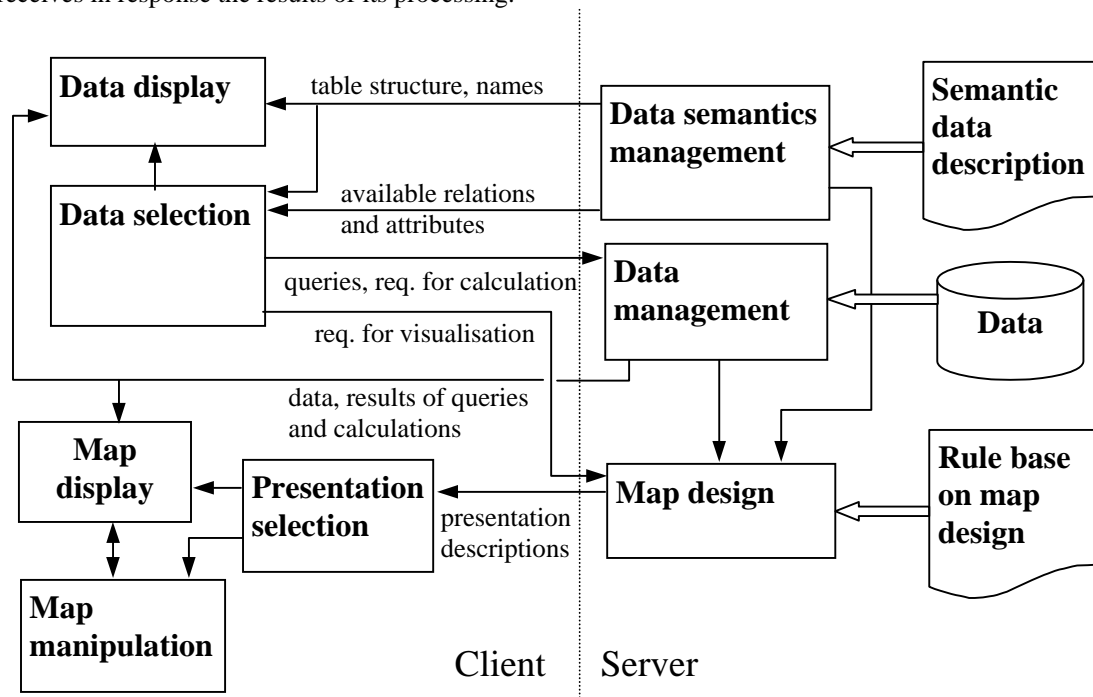 receives in response the results of its processing.
Data display
table structure, names
Data semantics
management
Semantic
data
description
Data selection
available relations
and attributes
queries, req. for calculation
Data
management
Data
req. for visualisation
data, results of queries
and calculations
Map
display
Presentation
selection
presentation
descriptions
Map design
Rule base
on map
design
Map
manipulation
Client
Server